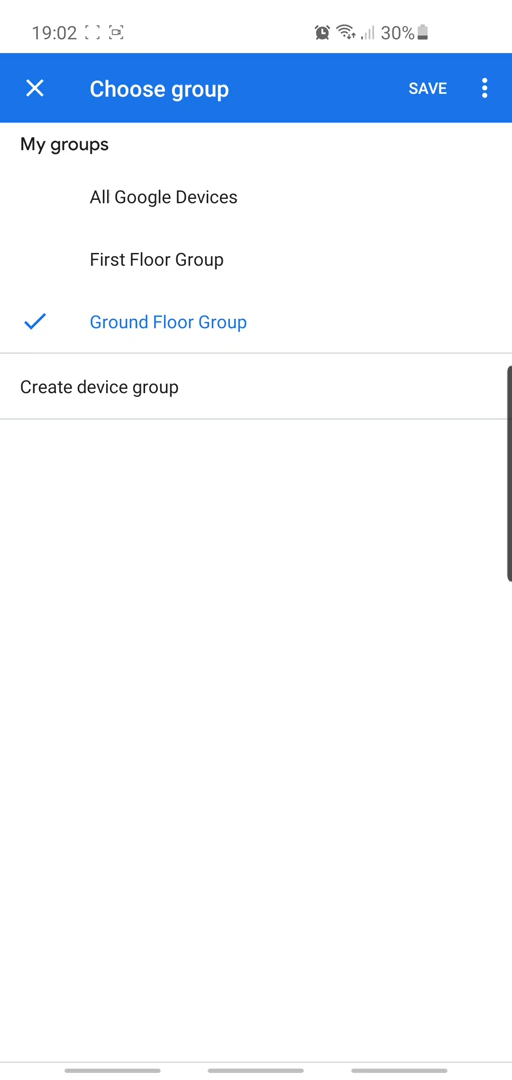 19:02 30%
Choose group SAVE
My groups
All Google Devices
First Floor Group
Ground Floor Group
Create device group